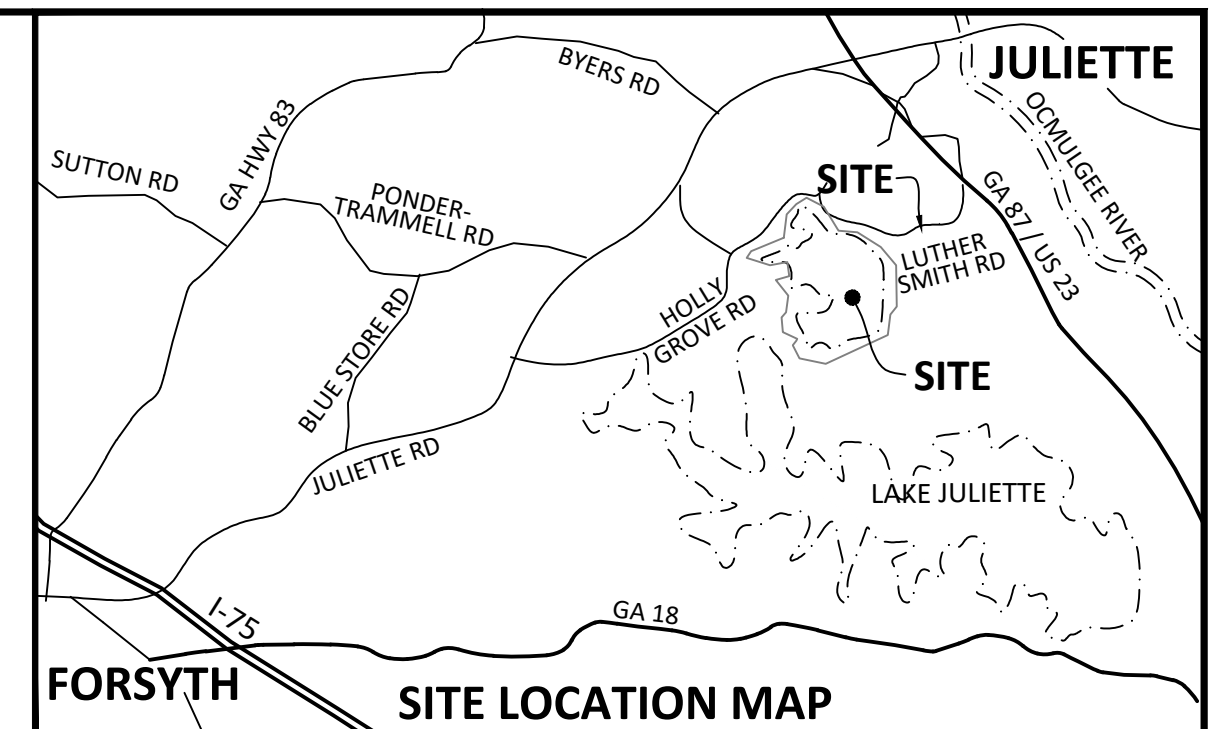 JULIETTE
BYERS RD
OCMULGEE RIVER
GA HWY 83
SUTTON RD
SITE
PONDER-
TRAMMELL RD
GA 87 / US 23
LUTHER
SMITH RD
HOLLY
GROVE RD
BLUE STORE RD
SITE
JULIETTE RD
LAKE JULIETTE
I-75
GA 18
FORSYTH
SITE LOCATION MAP